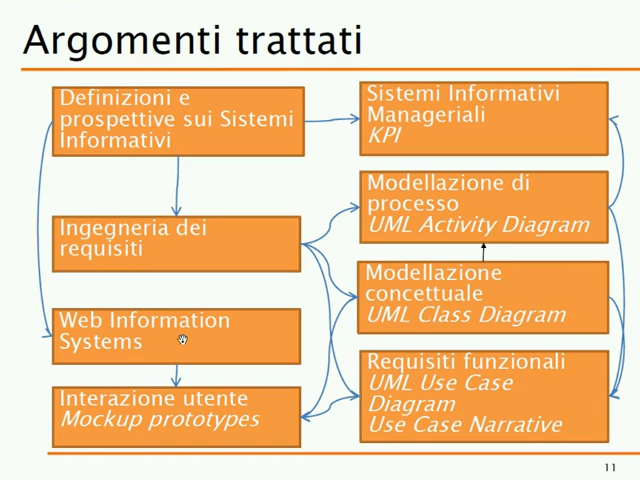 Argomenti trattati
Definizioni e
prospettive sui Sistemi
Informativi
Ingegneria dei
requisiti
Web Information
Systems
Interazione utente
Mockup prototypes
Sistemi Informativi
Manageriali
KPI
Modellazione di
processo
UML Activity Diagram
Modellazione
concettuale
UML Class Diagram
Requisiti funzionali
UML Use Case
Diagram
Use Case Narrative
11